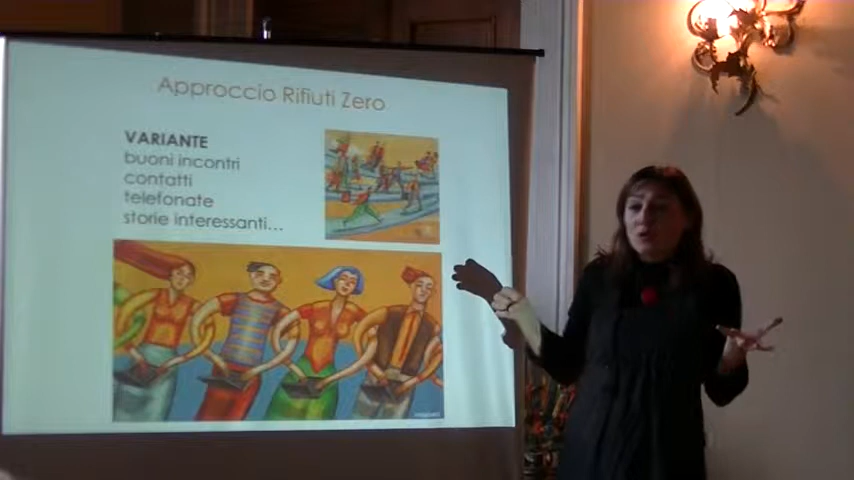 Approccio Rifiuti Zero
VARIANTE
buoni incontri
contatti
telefonate
storie interessanti...